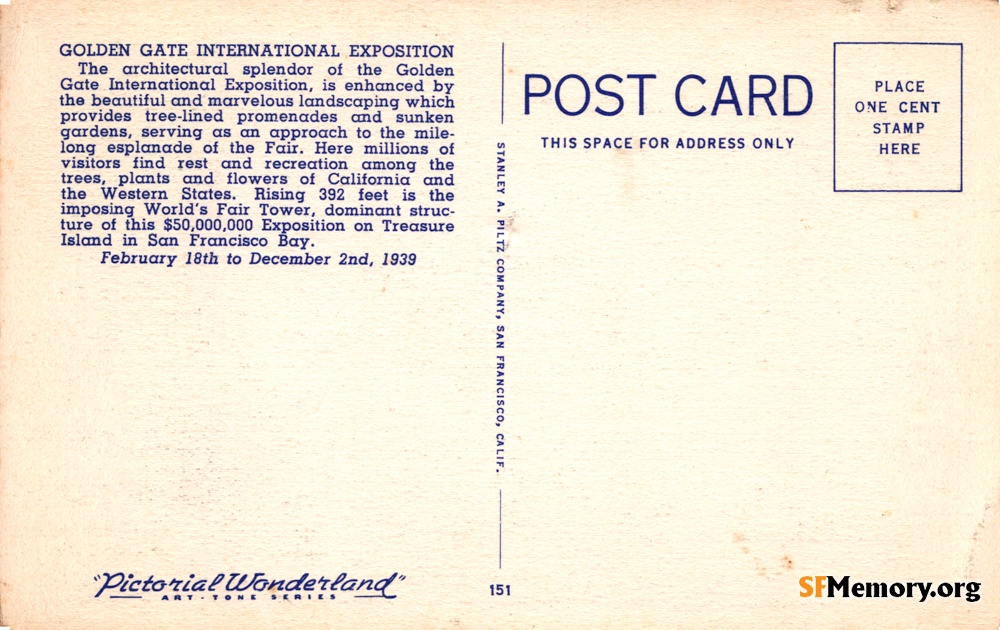 GOLDEN GATE INTERNATIONAL EXPOSITION
The architectural splendor of the Golden
Gate International Exposition, is enhanced by
the beautiful and marvelous landscaping which
provides tree-lined promenades and sunken
gardens, serving as an approach to the mile-
long esplanade of the Fair. Here millions of
visitors find rest and recreation among the
trees, plants and flowers of California and
the Western States. Rising 392 feet is the
imposing World's Fair Tower, dominant struc-
ture of this $50,000,000 Exposition on Treasure
Island in San Francisco Bay.
February 18th to December 2nd, 1939
"Pictorial Wonderland"
ART-TONE SERIES
STANLEY A. PILTZ COMPANY, SAN FRANCISCO, CALIF.
151
POST CARD
THIS SPACE FOR ADDRESS ONLY
PLACE
ONE CENT
STAMP
HERE
SFMemory.org